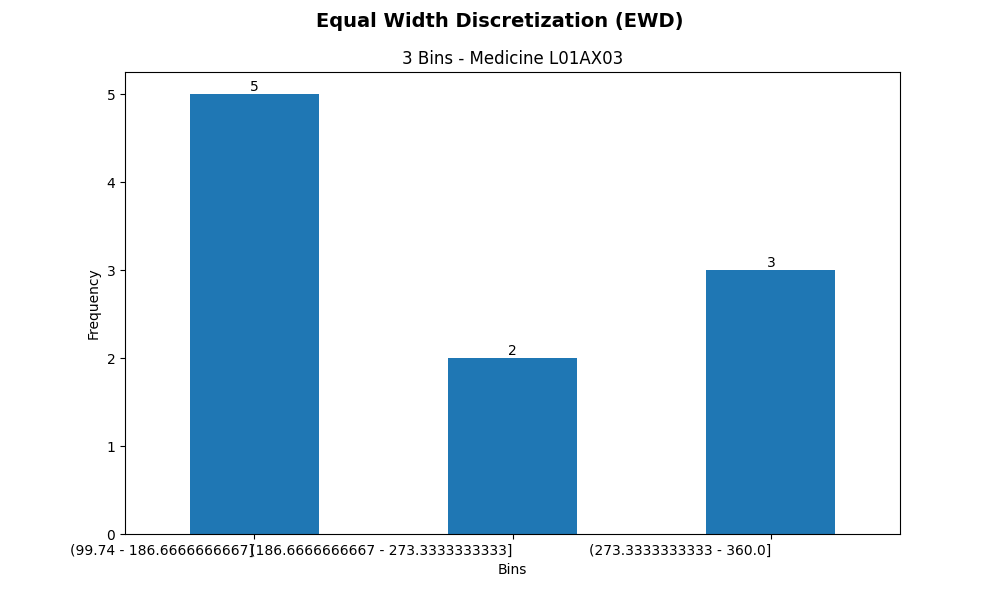 Equal Width Discretization (EWD)
3 Bins - Medicine L01AX03
5
4
3
2
1
0
Frequency
5
2
3
(99.74 - 186.6666666667]
(186.6666666667 - 273.3333333333]
(273.3333333333 - 360.0]
Bins